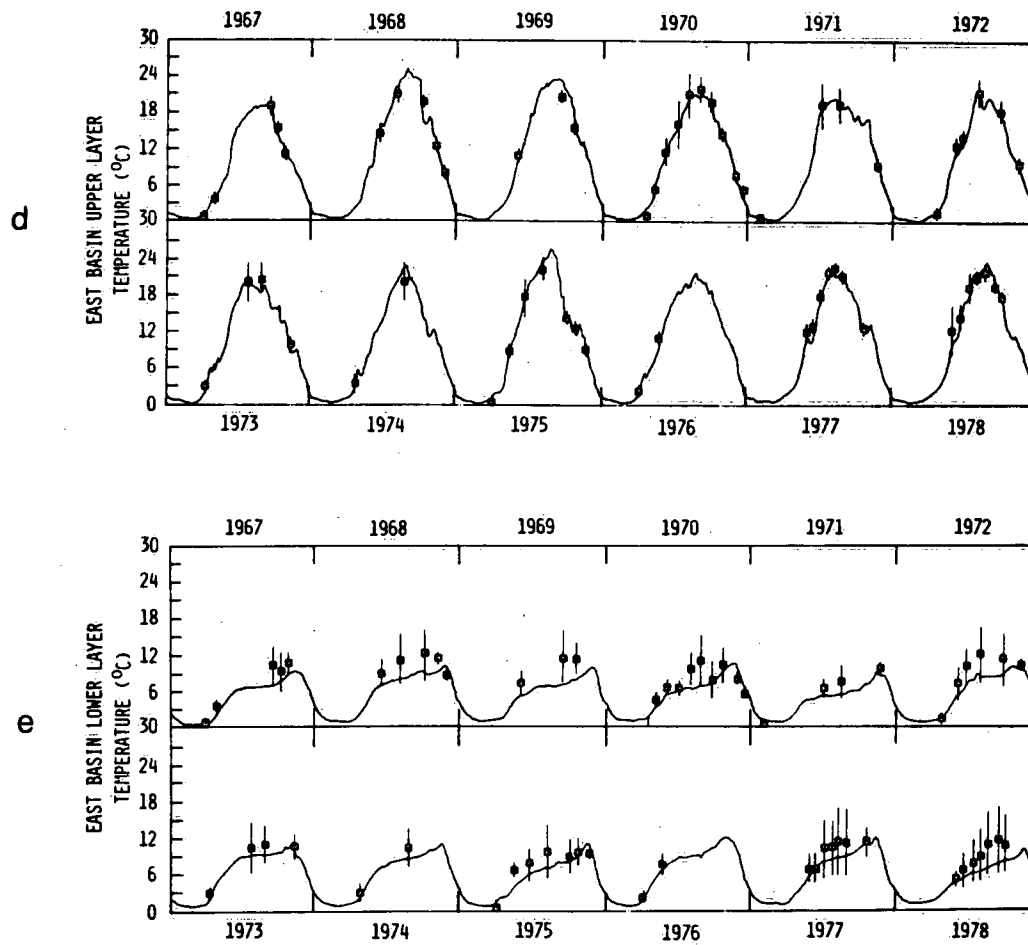 1967 1968 1969 1970 1971 1972
30
24
18
12
6
30
24
18
12
6
0
EAST BASIN UPPER LAYER
TEMPERATURE (°C)
d
1973 1974 1975 1976 1977 1978
1967 1968 1969 1970 1971 1972
30
24
18
12
6
30
24
18
12
6
0
EAST BASIN LOWER LAYER
TEMPERATURE (°C)
e
1973 1974 1975 1976 1977 1978